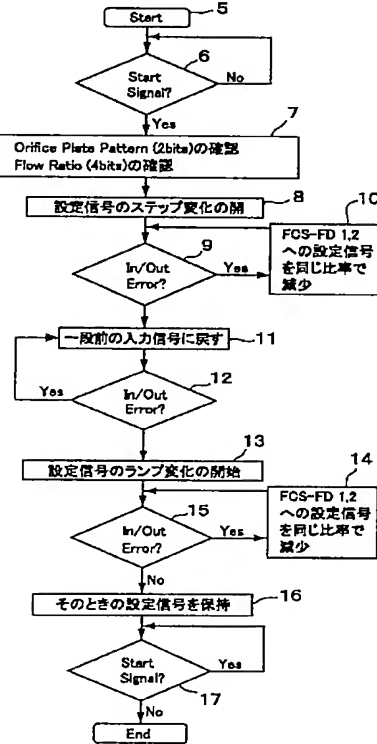 Start
5
6
Start
Signal?
No
Yes
7
Orifice Plate Pattern (2bits)の確認
Flow Ratio (4bits)の確認
8
設定信号のステップ変化の開
10
9
In/Out
Error?
Yes
FCS-FD 1,2
への設定信号
を同じ比率で
減少
一段前の入力信号に戻す
11
Yes
12
In/Out
Error?
13
設定信号のランプ変化の開始
14
15
In/Out
Error?
Yes
FCS-FD 1,2
への設定信号
を同じ比率で
減少
No
そのときの設定信号を保持
16
Start
Signal?
Yes
17
No
End